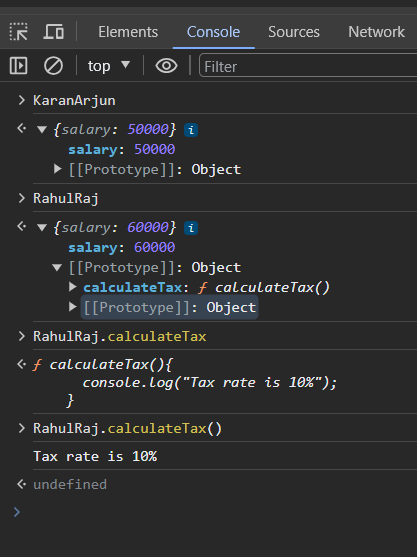 Elements Console Sources Network
top Filter
> KaranArjun
{salary: 50000} i
salary: 50000
[[Prototype]]: Object
> RahulRaj
{salary: 60000} i
salary: 60000
[[Prototype]]: Object
calculateTax: ƒ calculateTax()
[[Prototype]]: Object
> RahulRaj.calculateTax
ƒ calculateTax(){
console.log("Tax rate is 10%");
}
> RahulRaj.calculateTax()
Tax rate is 10%
undefined
>